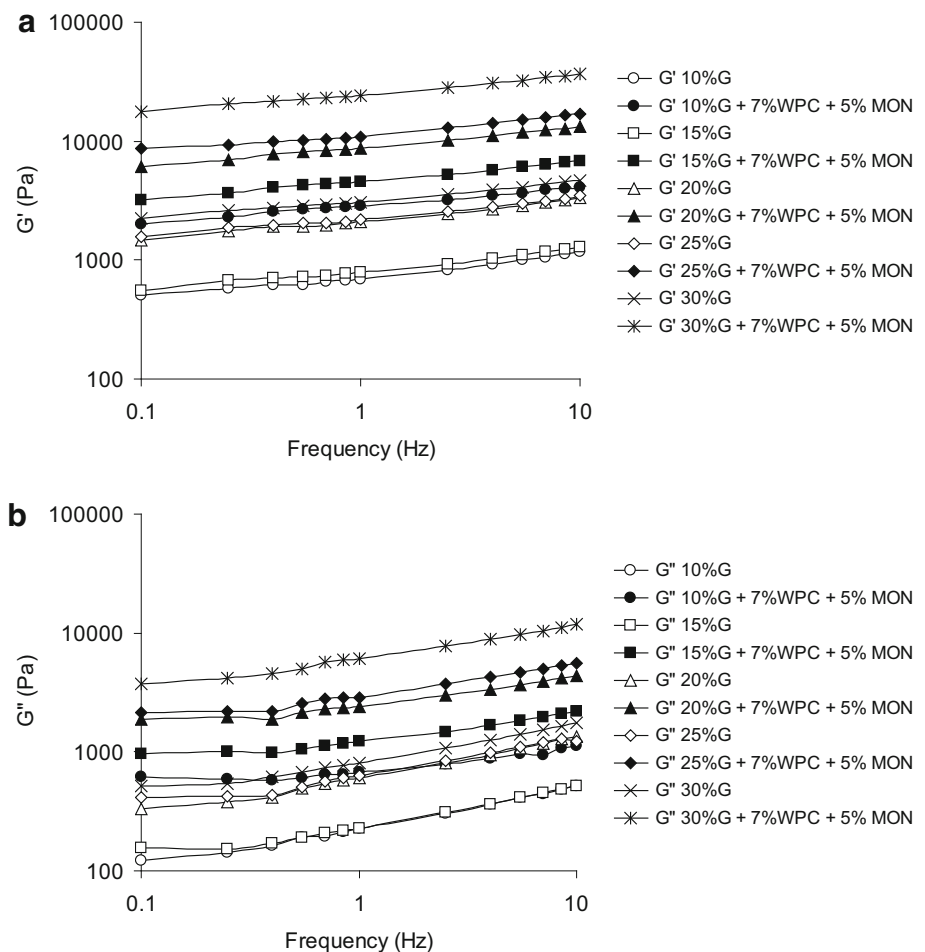 a
100000
10000
1000
100
G' (Pa)
0.1
1
10
Frequency (Hz)
G' 10%G
G' 10%G + 7%WPC + 5% MON
G' 15%G
G' 15%G + 7%WPC + 5% MON
G' 20%G
G' 20%G + 7%WPC + 5% MON
G' 25%G
G' 25%G + 7%WPC + 5% MON
G' 30%G
G' 30%G + 7%WPC + 5% MON
b
100000
10000
1000
100
G" (Pa)
0.1
1
10
Frequency (Hz)
G" 10%G
G" 10%G + 7%WPC + 5% MON
G" 15%G
G" 15%G + 7%WPC + 5% MON
G" 20%G
G" 20%G + 7%WPC + 5% MON
G" 25%G
G" 25%G + 7%WPC + 5% MON
G" 30%G
G" 30%G + 7%WPC + 5% MON